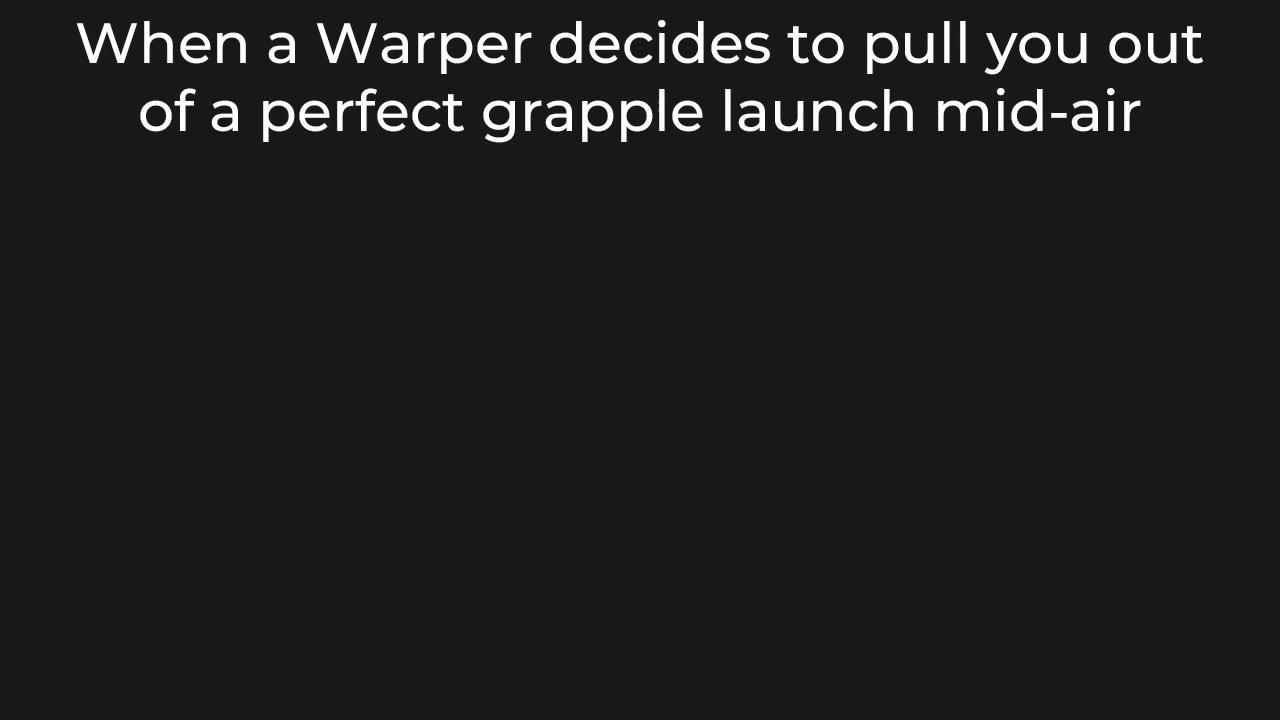 When a Warper decides to pull you out
of a perfect grapple launch mid-air